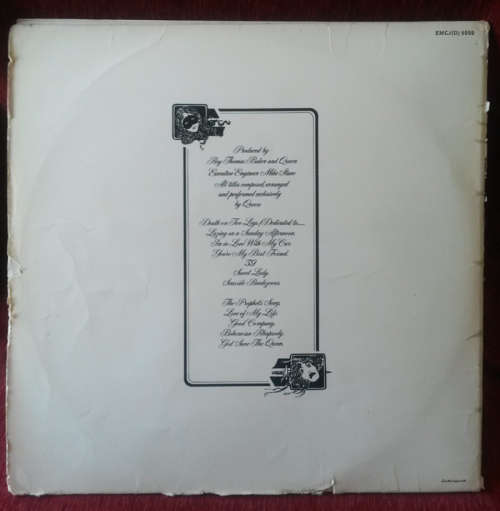 EMCJ(D) 6000
Produced by
Roy Thomas Baker and Queen
Executive Engineer Mike Stone
All titles composed, arranged
and performed exclusively
by Queen
Death on Two Legs (Dedicated to......
Lazing on a Sunday Afternoon.
I'm in Love With My Car.
You're My Best Friend.
'39
Sweet Lady.
Seaside Rendezvous.
The Prophet's Song.
Love of My Life.
Good Company.
Bohemian Rhapsody.
God Save The Queen.